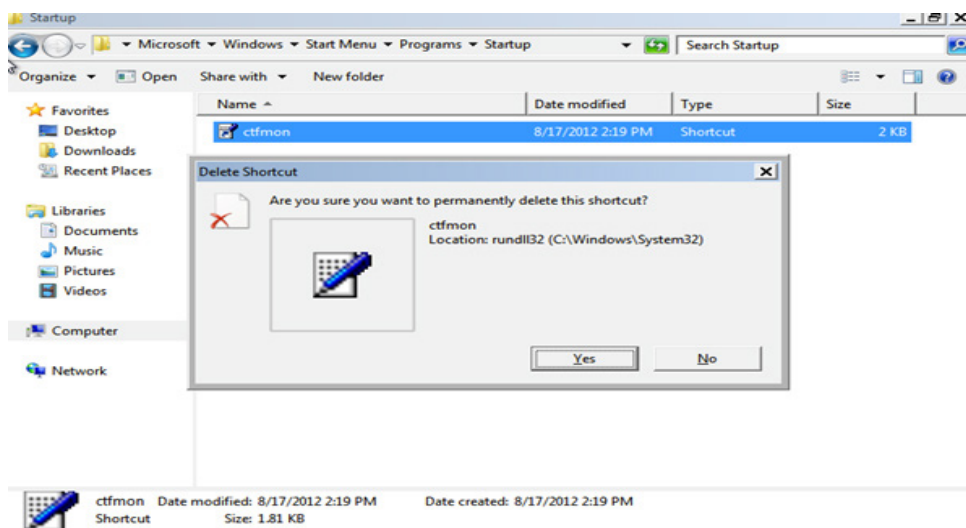 Startup
Microsoft Windows Start Menu Programs Startup Search Startup
Organize Open Share with New folder
Name Date modified Type Size
ctfmon 8/17/2012 2:19 PM Shortcut 2 KB
Favorites
Desktop
Downloads
Recent Places
Libraries
Documents
Music
Pictures
Videos
Computer
Network
Delete Shortcut
Are you sure you want to permanently delete this shortcut?
ctfmon
Location: rundll32 (C:\Windows\System32)
Yes No
ctfmon Date modified: 8/17/2012 2:19 PM Date created: 8/17/2012 2:19 PM
Shortcut Size: 1.81 KB